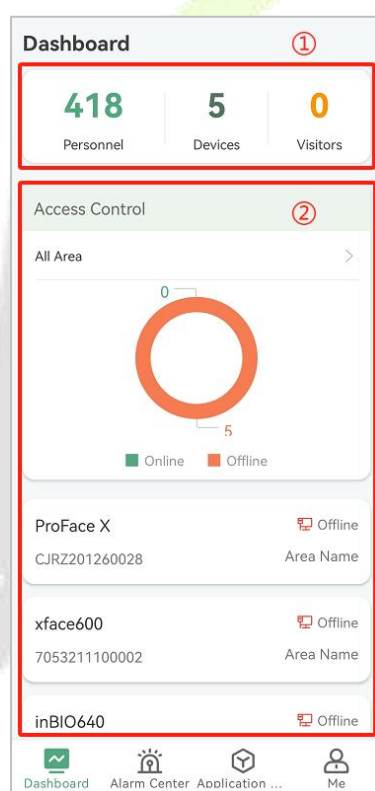 Dashboard ①
418 5 0
Personnel Devices Visitors
Access Control ②
All Area
0
5
Online Offline
ProFace X Offline
CJRZ201260028 Area Name
xface600 Offline
7053211100002 Area Name
inBIO640 Offline
Dashboard Alarm Center Application ... Me